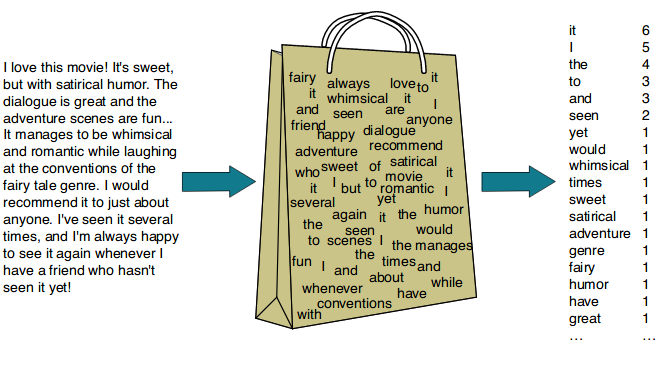 I love this movie! It's sweet,
but with satirical humor. The
dialogue is great and the
adventure scenes are fun...
It manages to be whimsical
and romantic while laughing
at the conventions of the
fairy tale genre. I would
recommend it to just about
anyone. I've seen it several
times, and I'm always happy
to see it again whenever I
have a friend who hasn't
seen it yet!
fairy always love to it
it whimsical it I
and seen are anyone
friend happy dialogue
adventure recommend
who sweet of satirical
it I but to movie it
romantic I
several yet
again it the humor
the seen would
to scenes I the manages
the times and
fun I and about
whenever have while
conventions
with
it 6
I 5
the 4
to 3
and 3
seen 2
yet 1
would 1
whimsical 1
times 1
sweet 1
satirical 1
adventure 1
genre 1
fairy 1
humor 1
have 1
great 1
... ...